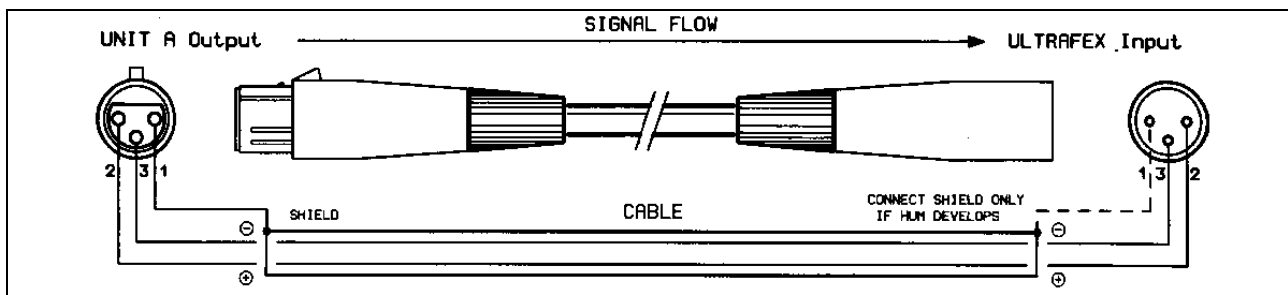 SIGNAL FLOW
UNIT A Output
ULTRAFEX Input
2 3 1
1 3 2
SHIELD
CABLE
CONNECT SHIELD ONLY
IF HUM DEVELOPS
⊖ ⊖
⊕ ⊕